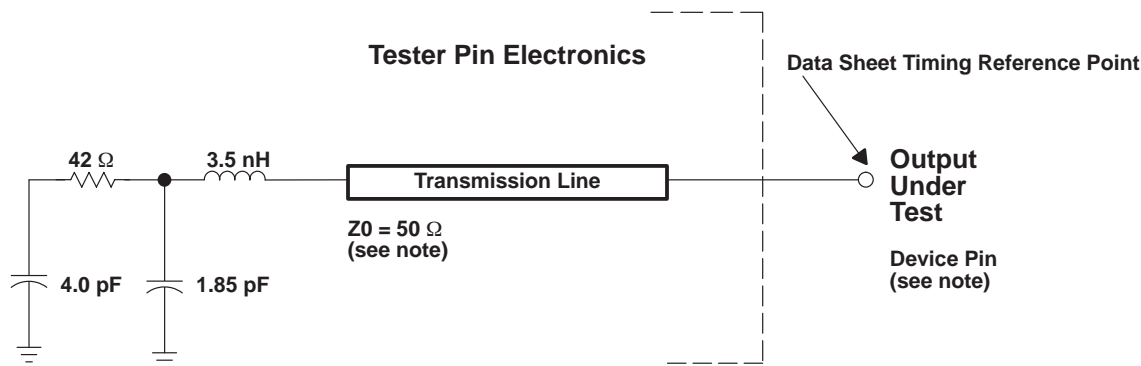 Tester Pin Electronics
Data Sheet Timing Reference Point
42 Ω
3.5 nH
Transmission Line
Output
Under
Test
Z0 = 50 Ω
(see note)
Device Pin
(see note)
4.0 pF
1.85 pF